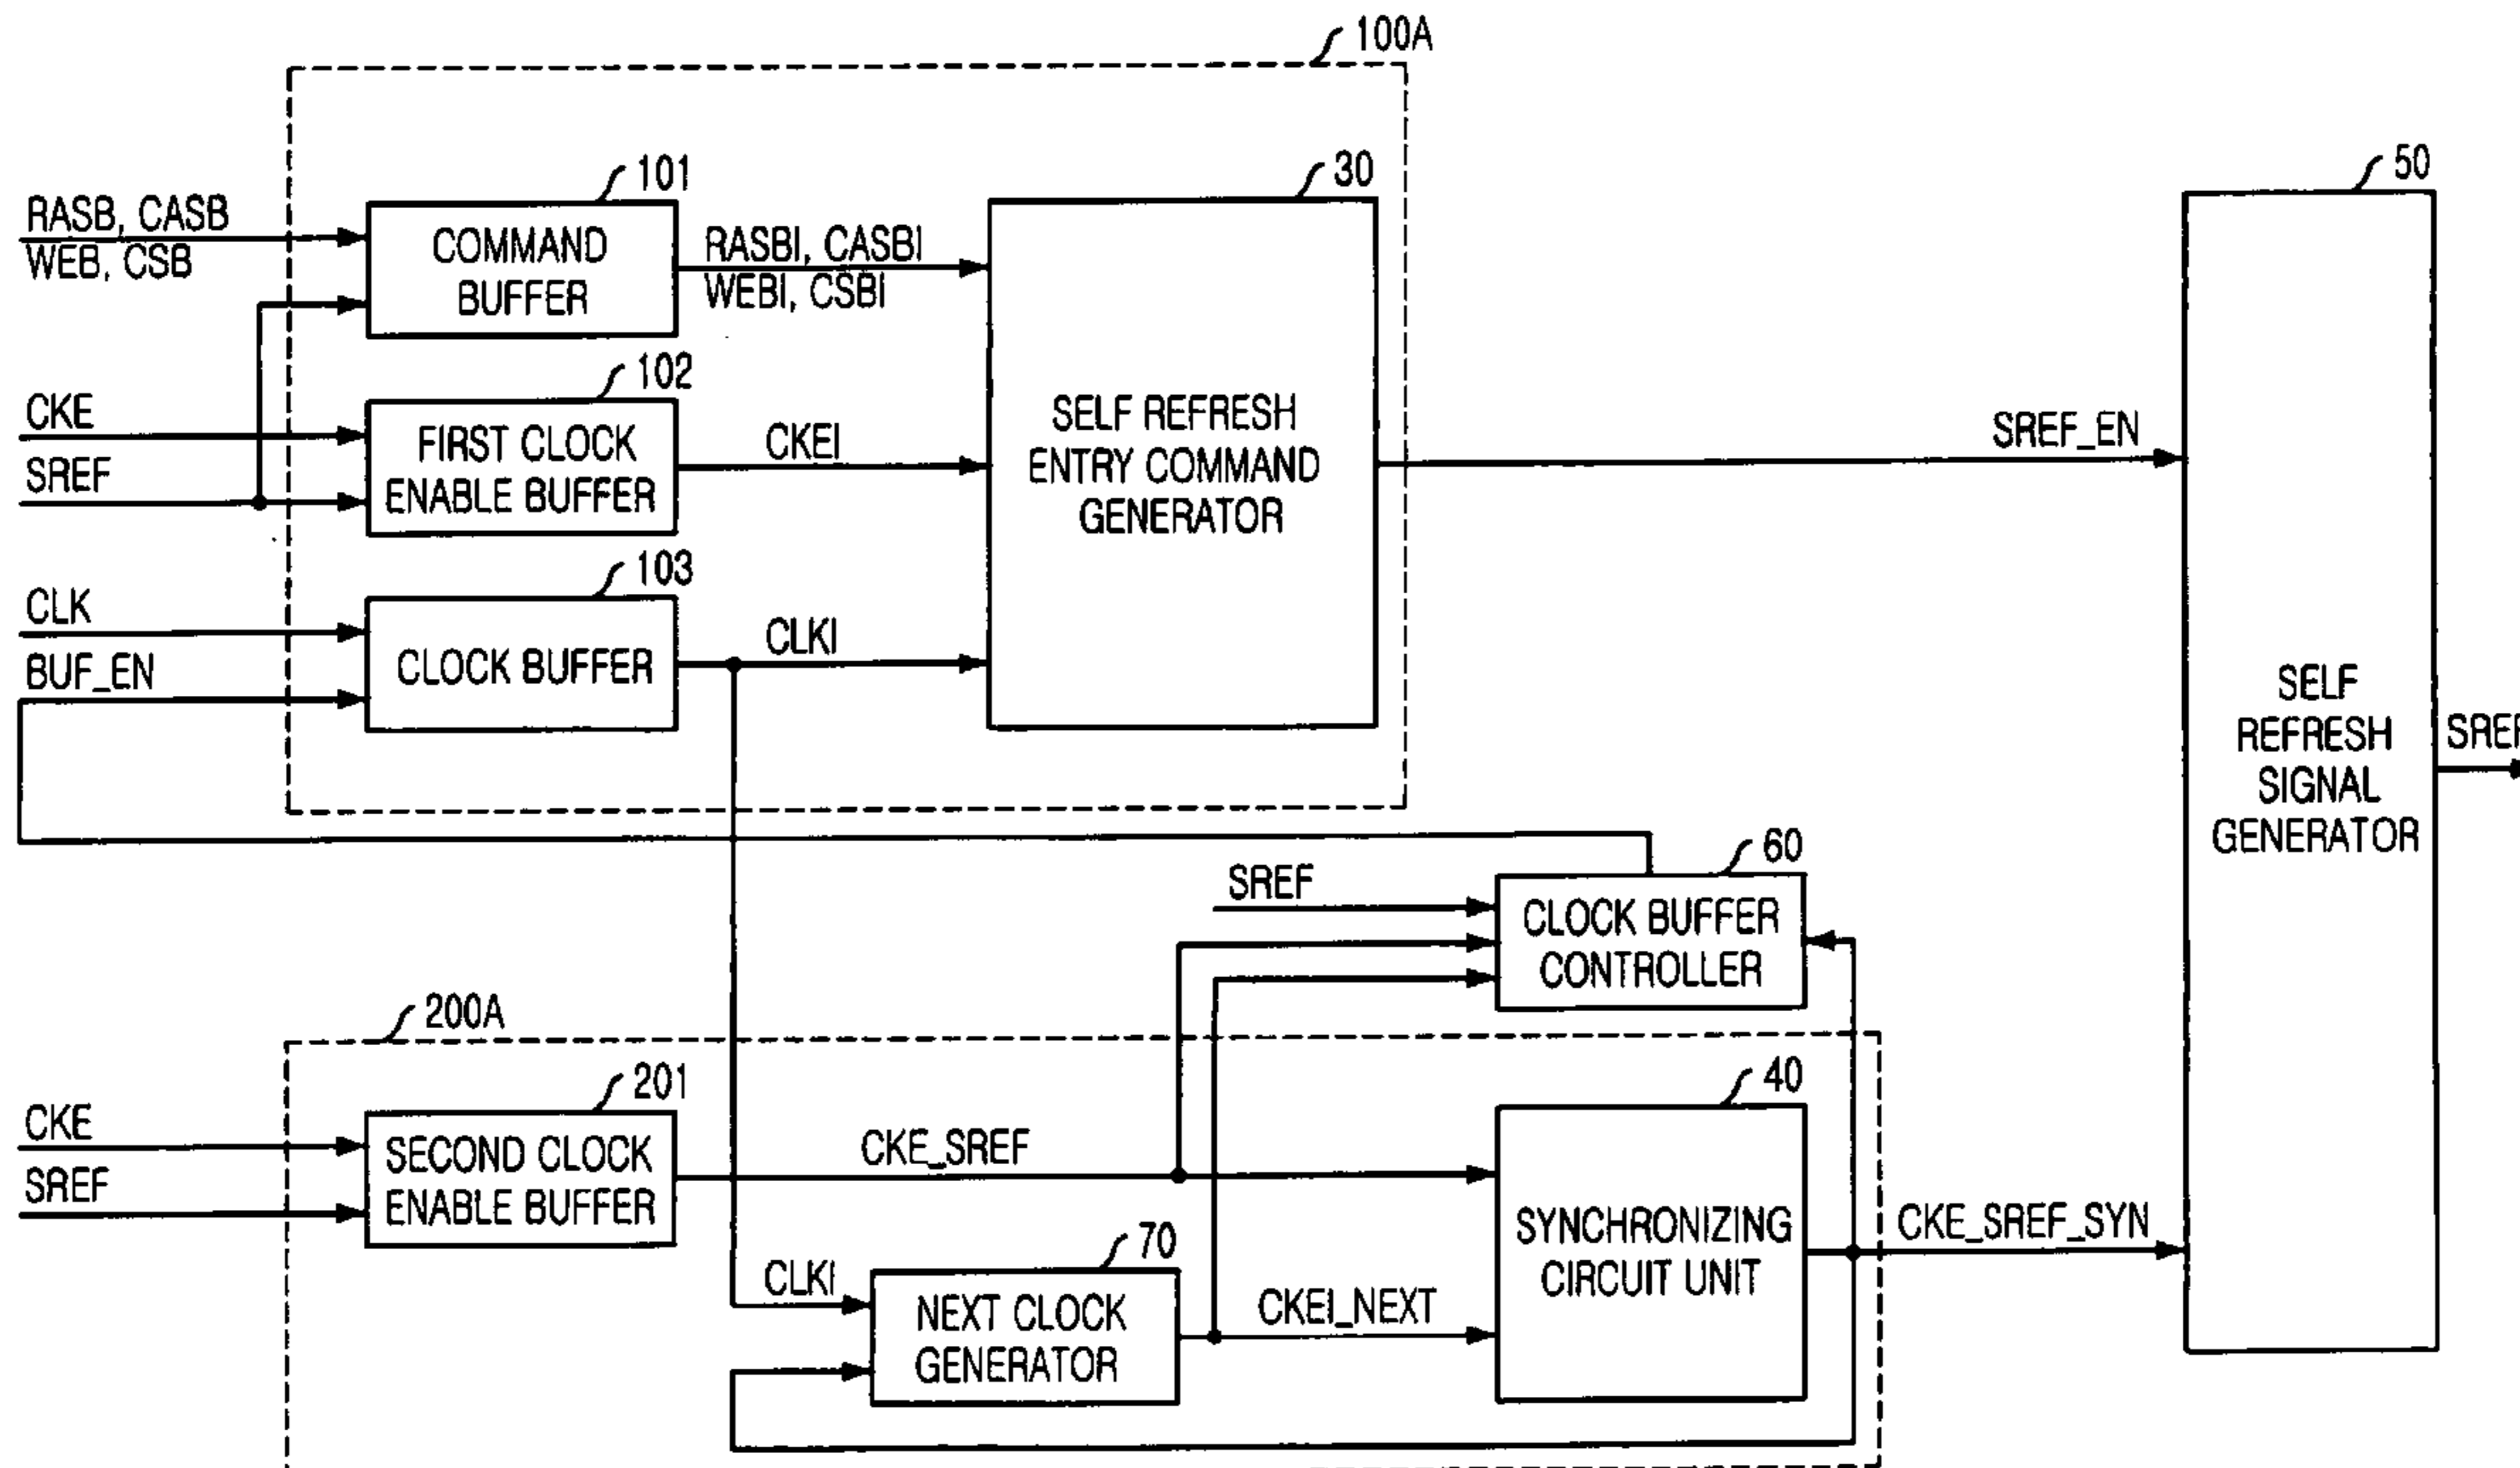 100A
101
30
50
RASB, CASB
WEB, CSB
COMMAND
BUFFER
RASBI, CASBI
WEBI, CSBI
102
CKE
SREF
FIRST CLOCK
ENABLE BUFFER
CKEI
SELF REFRESH
ENTRY COMMAND
GENERATOR
SREF_EN
103
CLK
BUF_EN
CLOCK BUFFER
CLKI
SELF
REFRESH
SIGNAL
GENERATOR
SREF
60
SREF
CLOCK BUFFER
CONTROLLER
200A
201
40
CKE
SREF
SECOND CLOCK
ENABLE BUFFER
CKE_SREF
SYNCHRONIZING
CIRCUIT UNIT
CKE_SREF_SYN
70
CLKI
NEXT CLOCK
GENERATOR
CKEI_NEXT